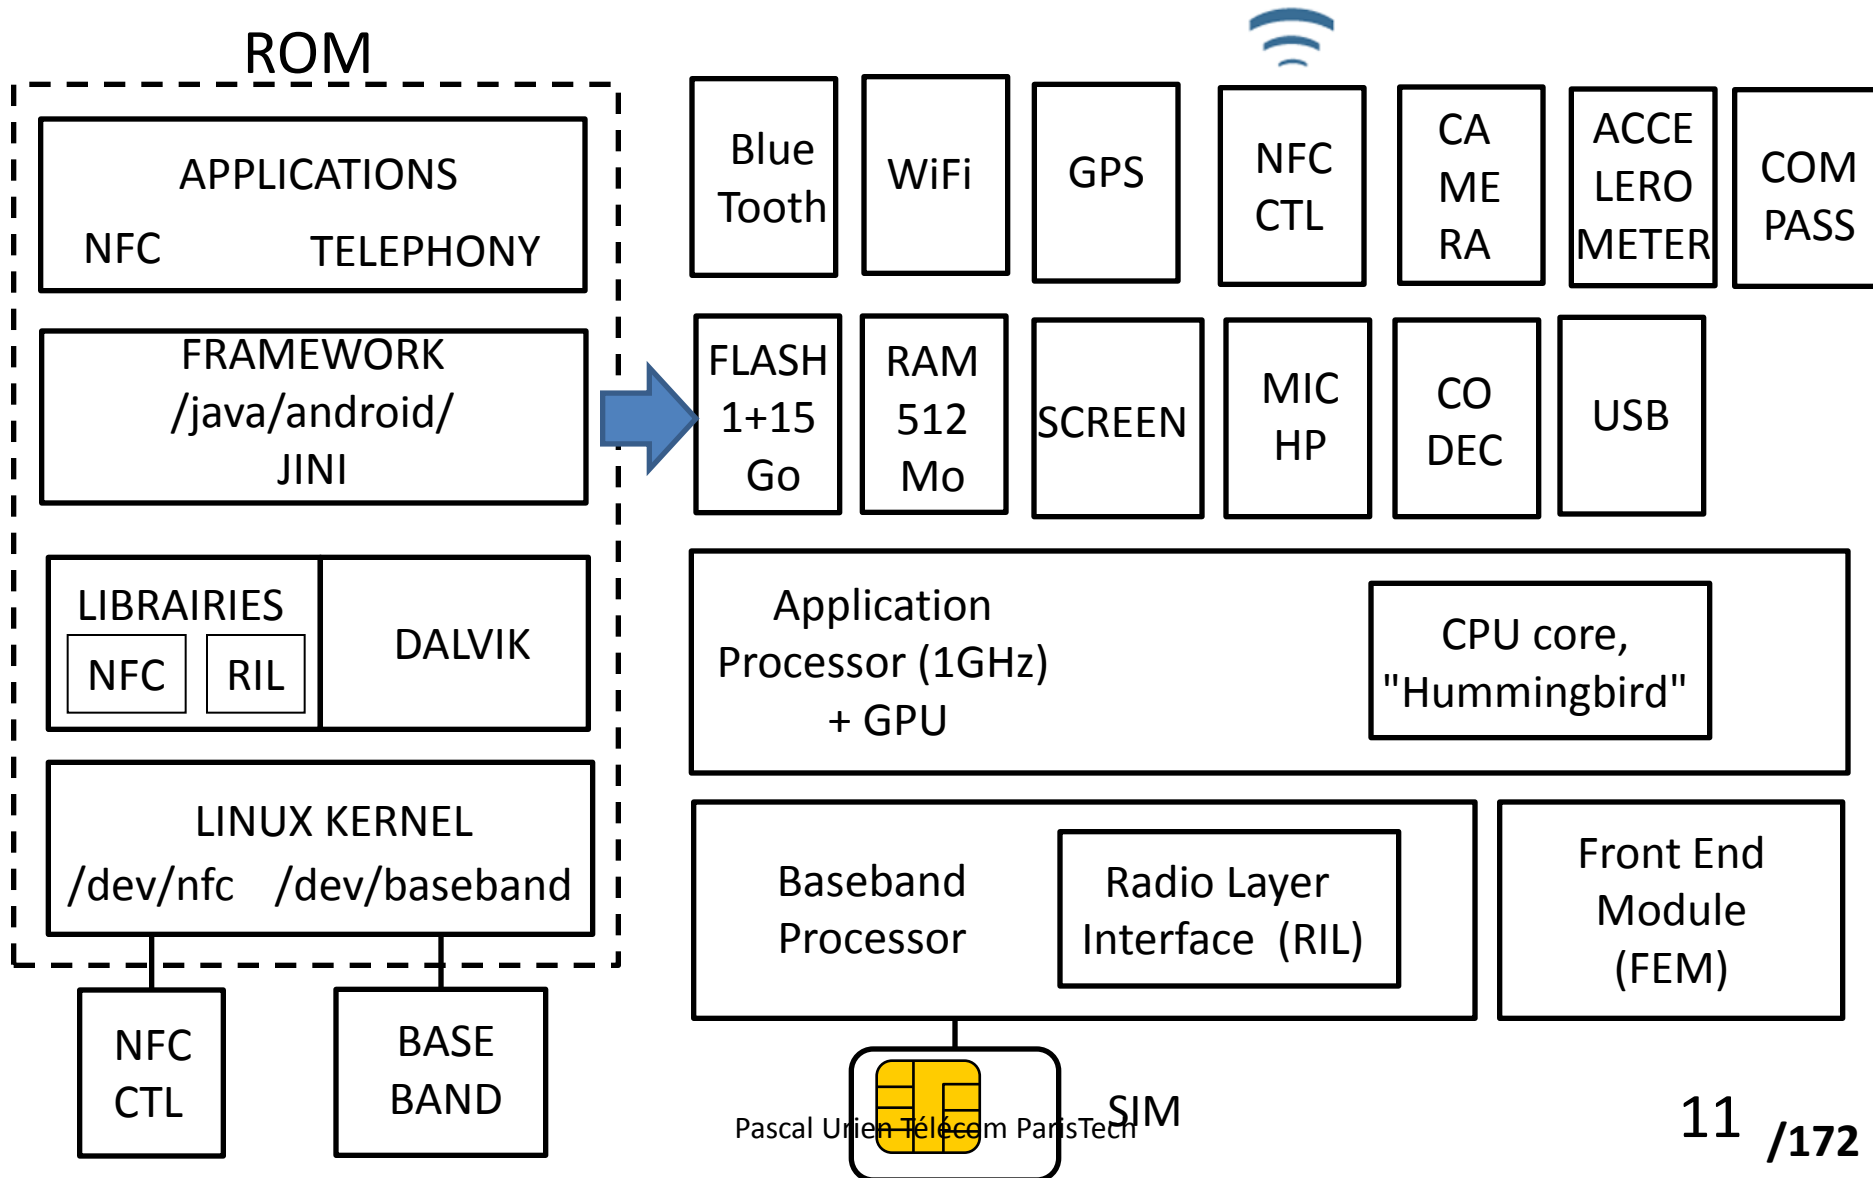 ROM
APPLICATIONS
NFC TELEPHONY
FRAMEWORK
/java/android/
JINI
LIBRAIRIES
NFC RIL
DALVIK
LINUX KERNEL
/dev/nfc /dev/baseband
NFC
CTL
BASE
BAND
Blue
Tooth
WiFi
GPS
NFC
CTL
CA
ME
RA
ACCE
LERO
METER
COM
PASS
FLASH
1+15
Go
RAM
512
Mo
SCREEN
MIC
HP
CO
DEC
USB
Application
Processor (1GHz)
+ GPU
CPU core,
"Hummingbird"
Baseband
Processor
Radio Layer
Interface (RIL)
Front End
Module
(FEM)
SIM
Pascal Urien Télécom ParisTech
11 /172